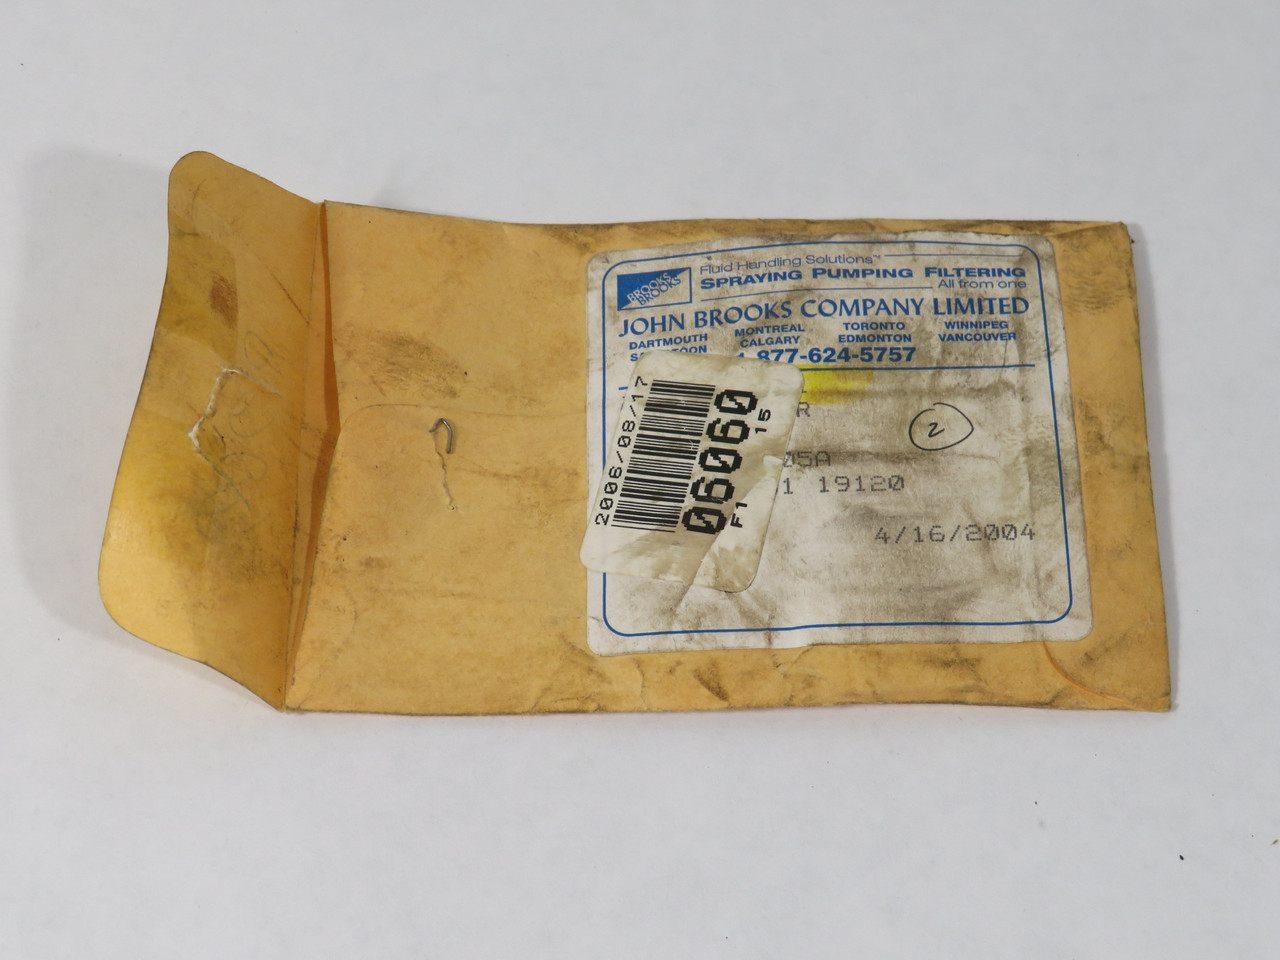 BROOKS
BROOKS
Fluid Handling Solutions™
SPRAYING PUMPING FILTERING
All from one
JOHN BROOKS COMPANY LIMITED
DARTMOUTH MONTREAL TORONTO WINNIPEG
CALGARY EDMONTON VANCOUVER
877-624-5757
R
05A
1 19120
4/16/2004
2
2006/08/17
06060
F1 15